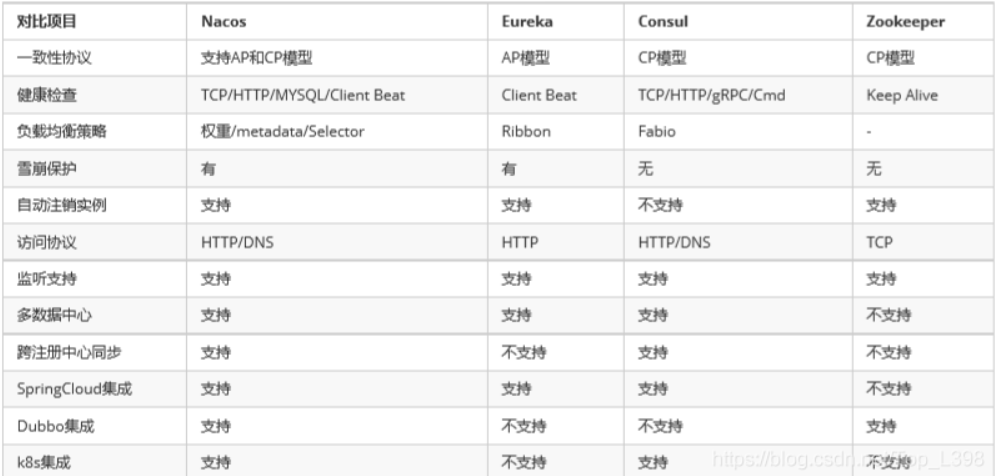 对比项目 Nacos Eureka Consul Zookeeper
一致性协议 支持AP和CP模型 AP模型 CP模型 CP模型
健康检查 TCP/HTTP/MYSQL/Client Beat Client Beat TCP/HTTP/gRPC/Cmd Keep Alive
负载均衡策略 权重/metadata/Selector Ribbon Fabio -
雪崩保护 有 有 无 无
自动注销实例 支持 支持 不支持 支持
访问协议 HTTP/DNS HTTP HTTP/DNS TCP
监听支持 支持 支持 支持 支持
多数据中心 支持 支持 支持 不支持
跨注册中心同步 支持 不支持 支持 不支持
SpringCloud集成 支持 支持 支持 不支持
Dubbo集成 支持 不支持 不支持 支持
k8s集成 支持 不支持 支持 不支持